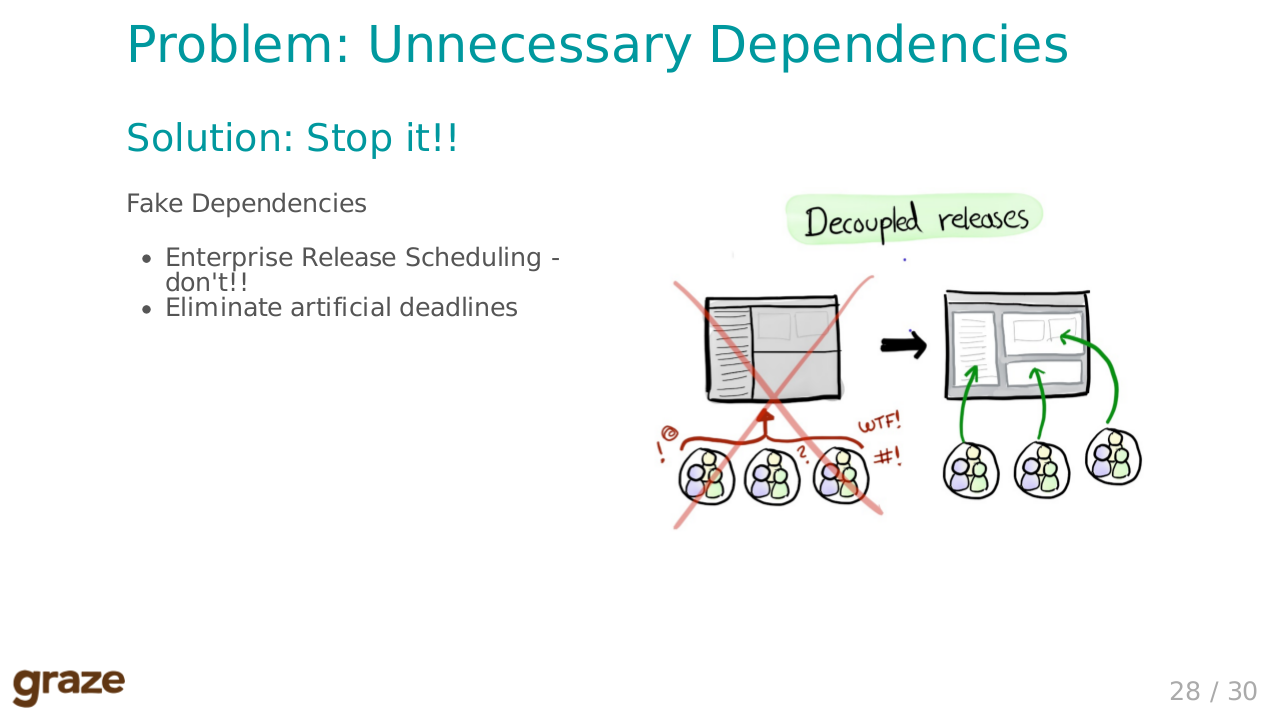 Problem: Unnecessary Dependencies
Solution: Stop it!!
Fake Dependencies
Enterprise Release Scheduling -
don't!!
Eliminate artificial deadlines
Decoupled releases
WTF!
#!
!@
?
graze
28 / 30